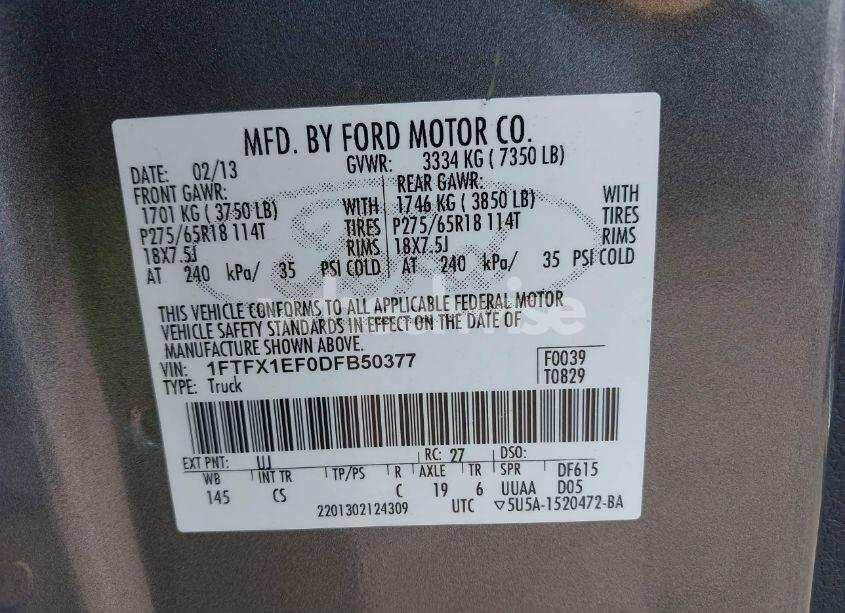 MFD. BY FORD MOTOR CO.
DATE: 02/13 GVWR: 3334 KG ( 7350 LB)
FRONT GAWR: REAR GAWR:
1701 KG ( 3750 LB) WITH 1746 KG ( 3850 LB) WITH
P275/65R18 114T TIRES P275/65R18 114T TIRES
18X7.5J RIMS 18X7.5J RIMS
AT 240 kPa/ 35 PSI COLD AT 240 kPa/ 35 PSI COLD
THIS VEHICLE CONFORMS TO ALL APPLICABLE FEDERAL MOTOR
VEHICLE SAFETY STANDARDS IN EFFECT ON THE DATE OF
MANUFACTURE SHOWN ABOVE.
VIN: 1FTFX1EF0DFB50377 F0039
TYPE: Truck T0829
EXT PNT: UJ RC: 27 DSO:
WB INT TR TP/PS R AXLE TR SPR DF615
145 CS C 19 6 UUAA D05
2201302124309 UTC ▽5U5A-1520472-BA